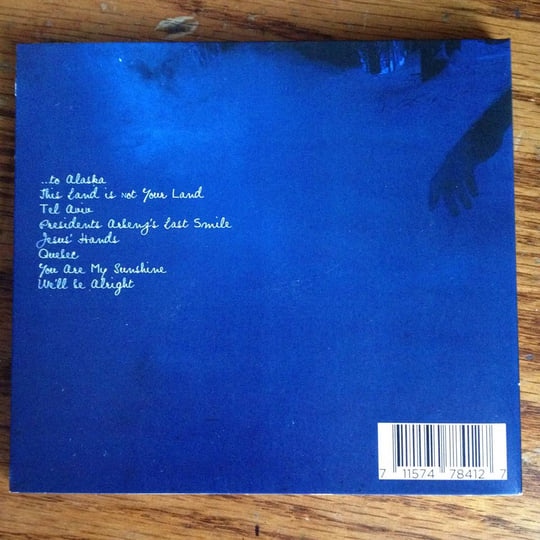 ...to Alaska
This Land is not Your Land
Tel Aviv
Presidents Arbenz's Last Smile
Jesus' Hands
Quebec
You Are My Sunshine
We'll be Alright
7 11574 78412 7